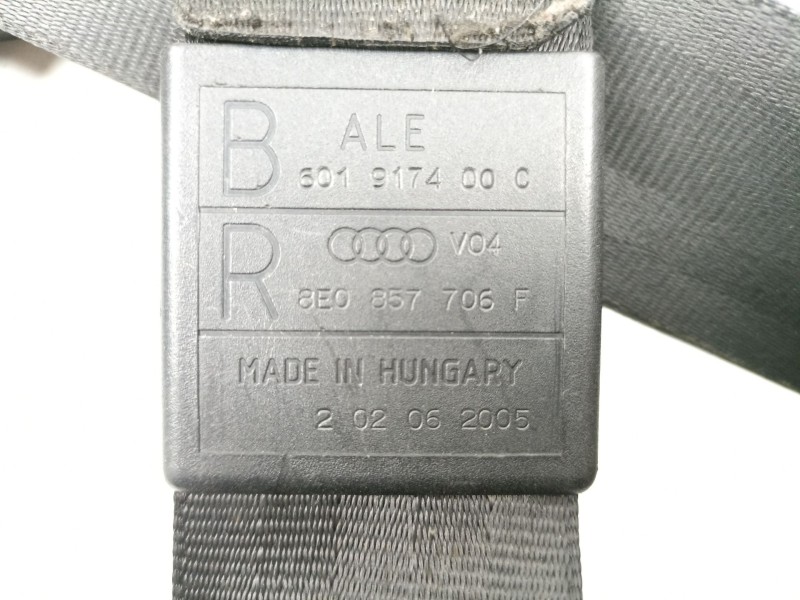 B ALE
601 9174 00 C
R V04
8E0 857 706 F
MADE IN HUNGARY
2 02 06 2005